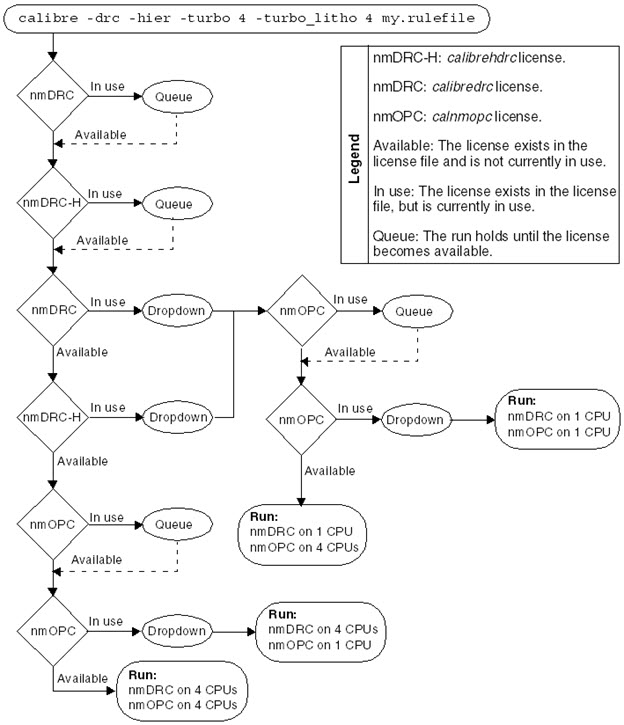 calibre -drc -hier -turbo 4 -turbo_litho 4 my.rulefile
nmDRC
In use
Queue
Available
nmDRC-H
In use
Queue
Available
nmDRC
In use
Dropdown
Available
nmDRC-H
In use
Dropdown
Available
nmOPC
In use
Queue
Available
nmOPC
In use
Dropdown
Run:
nmDRC on 4 CPUs
nmOPC on 1 CPU
Available
Run:
nmDRC on 4 CPUs
nmOPC on 4 CPUs
nmOPC
In use
Queue
Available
nmOPC
In use
Dropdown
Run:
nmDRC on 1 CPU
nmOPC on 1 CPU
Available
Run:
nmDRC on 1 CPU
nmOPC on 4 CPUs
Legend
nmDRC-H: calibrehdrc license.
nmDRC: calibredrc license.
nmOPC: calnmopc license.
Available: The license exists in the
license file and is not currently in use.
In use: The license exists in the license
file, but is currently in use.
Queue: The run holds until the license
becomes available.